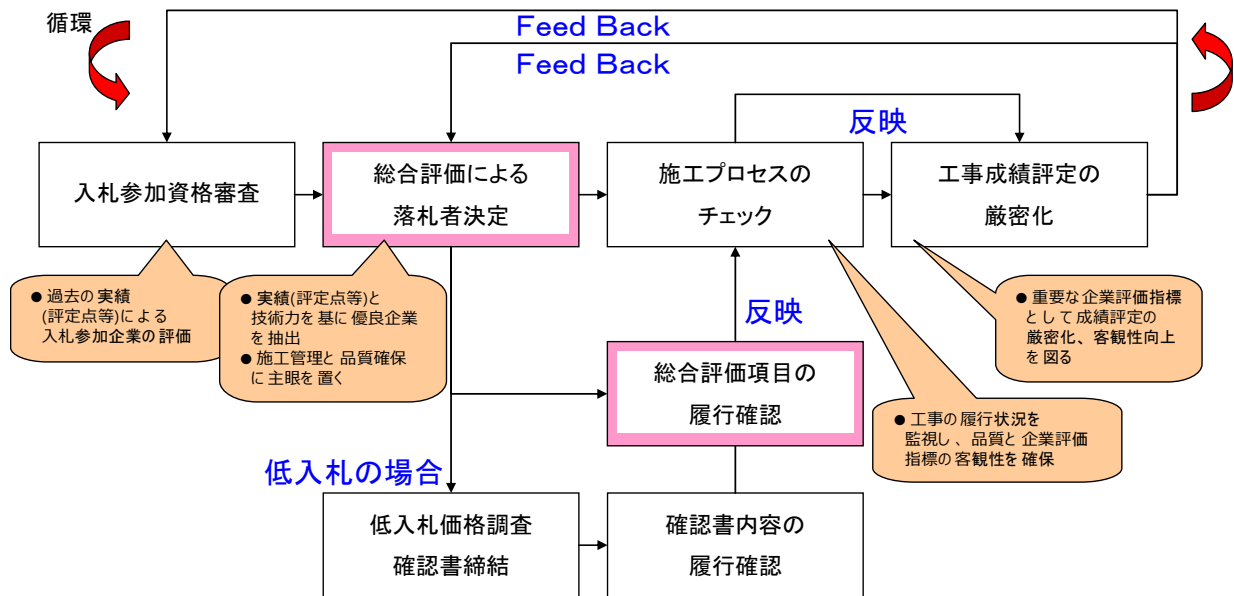 循環
Feed Back
Feed Back
反映
入札参加資格審査
総合評価による
落札者決定
施工プロセスの
チェック
工事成績評定の
厳密化
● 過去の実績
(評定点等)による
入札参加企業の評価
● 実績(評定点等)と
技術力を基に優良企業
を抽出
● 施工管理と品質確保
に主眼を置く
反映
● 重要な企業評価指標
として成績評定の
厳密化、客観性向上
を図る
総合評価項目の
履行確認
● 工事の履行状況を
監視し、品質と企業評価
指標の客観性を確保
低入札の場合
低入札価格調査
確認書締結
確認書内容の
履行確認